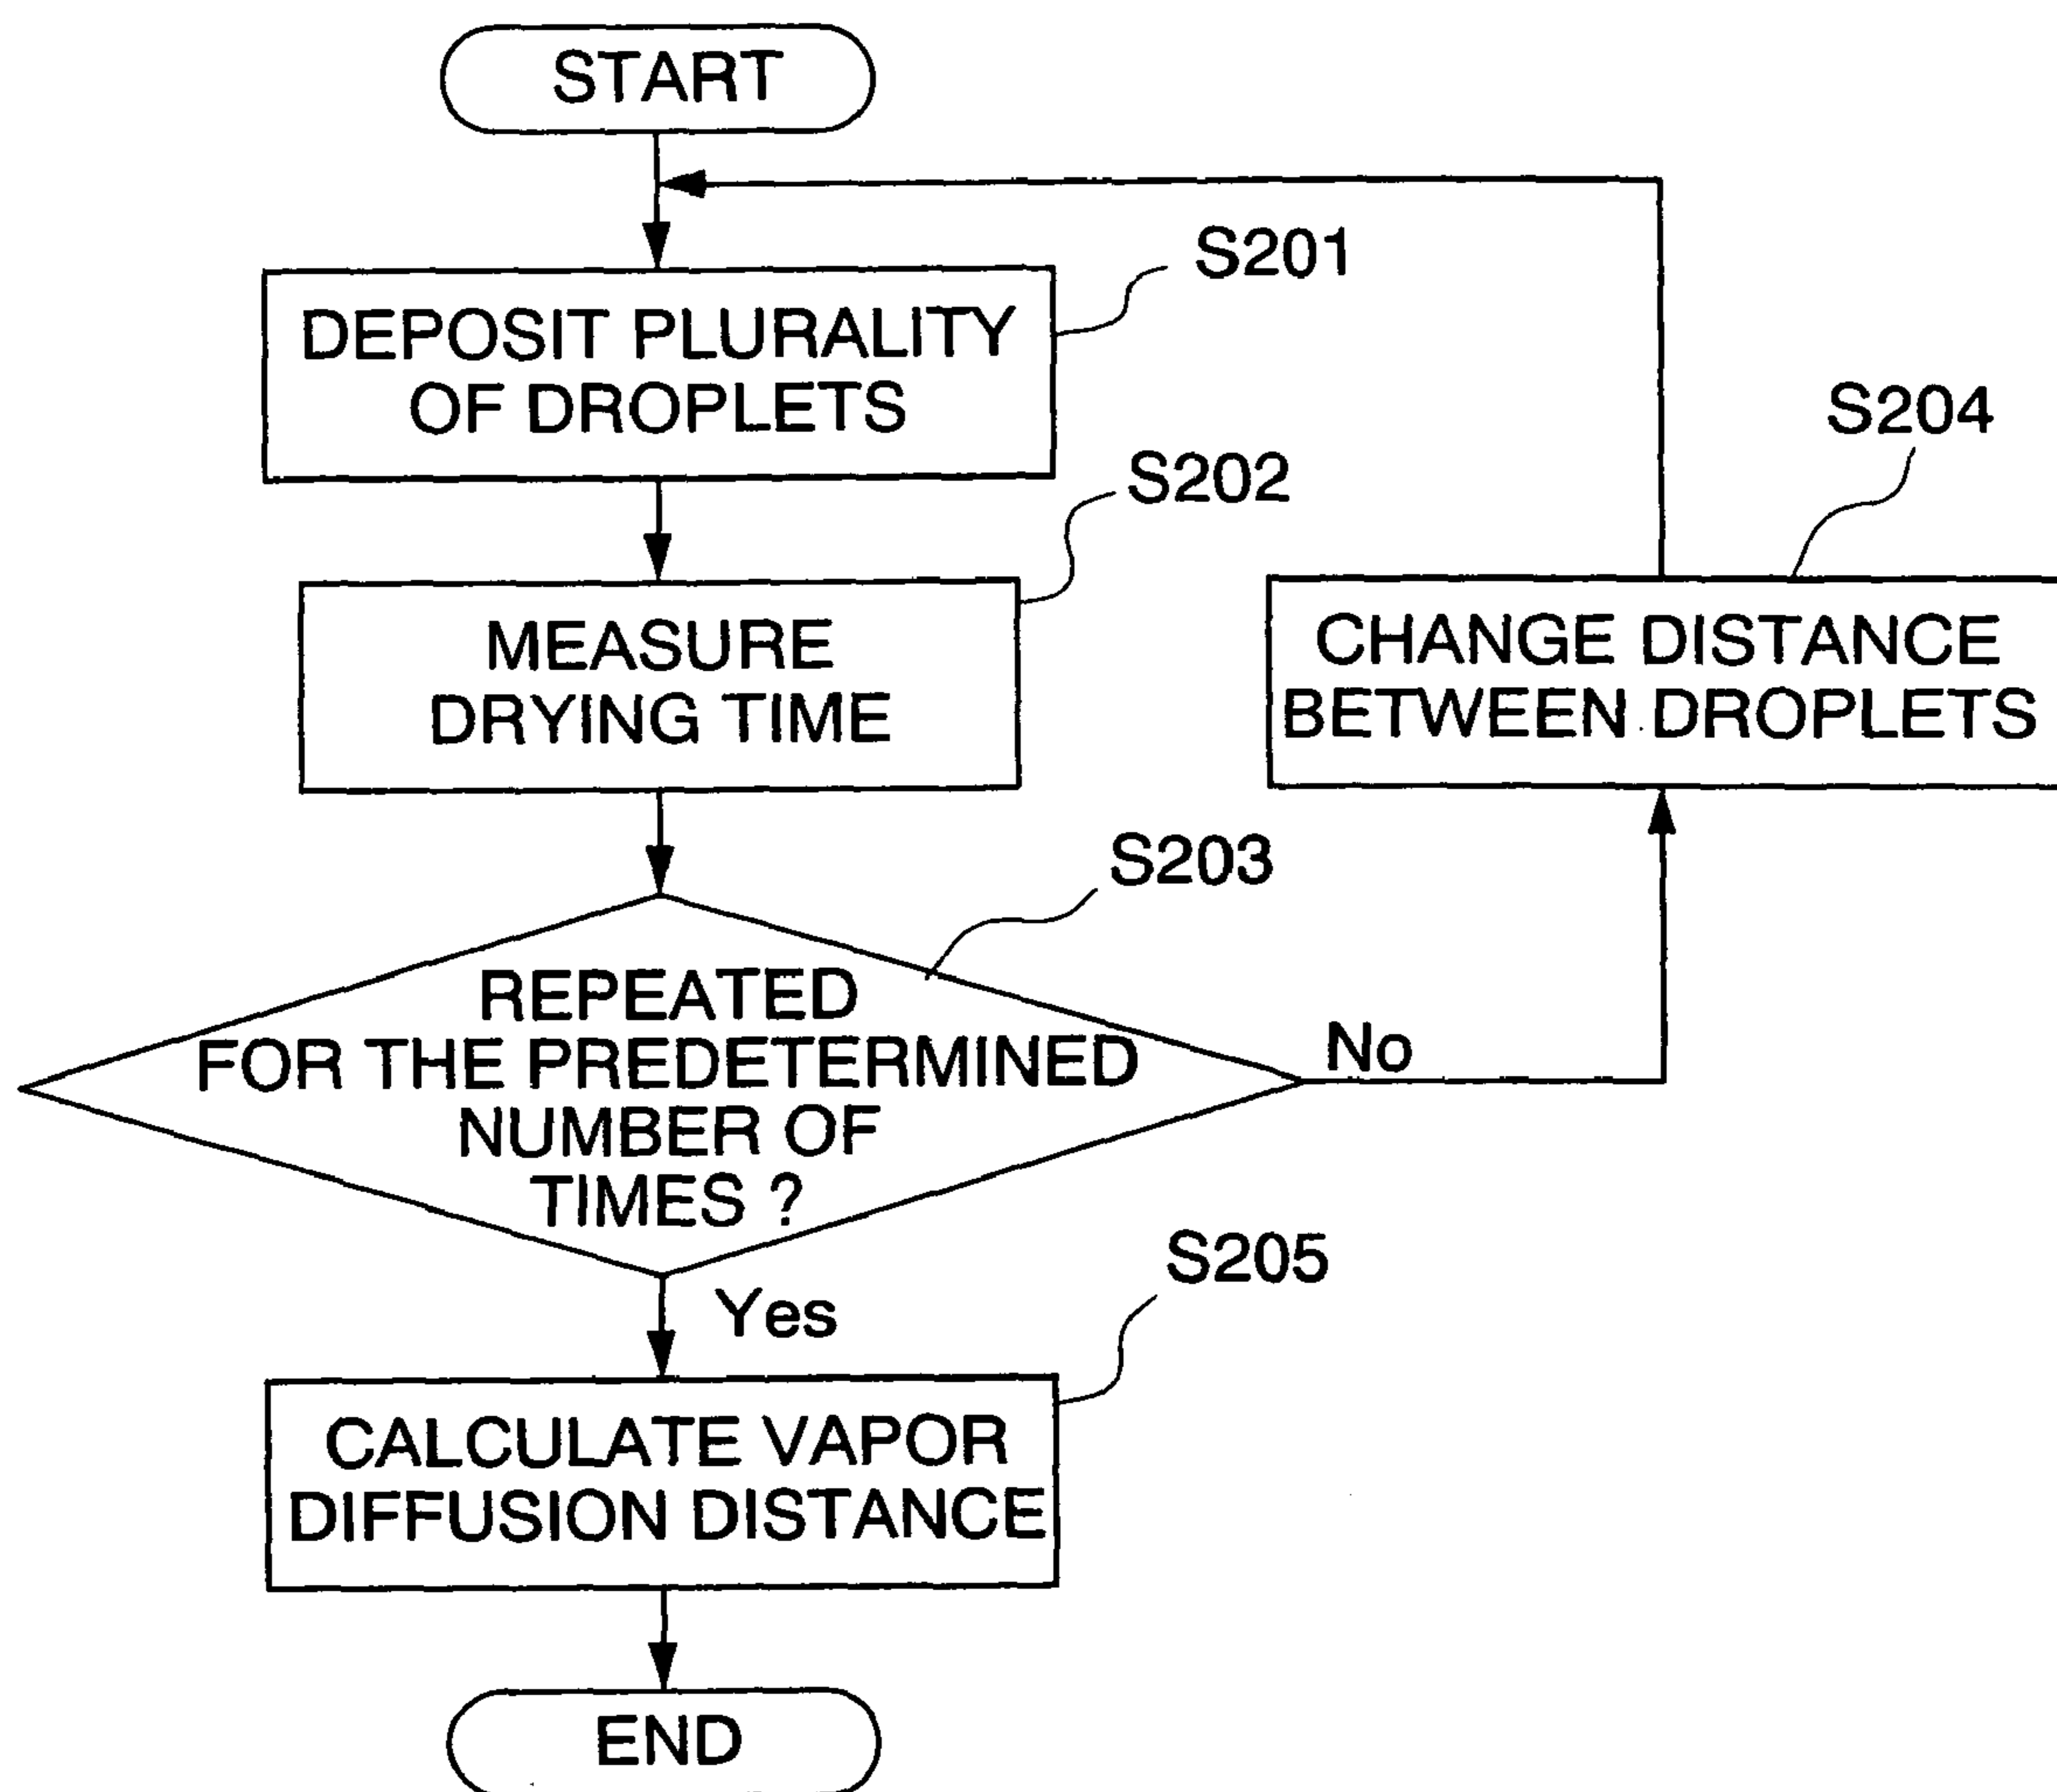 START
S201
DEPOSIT PLURALITY
OF DROPLETS
S202
MEASURE
DRYING TIME
S204
CHANGE DISTANCE
BETWEEN DROPLETS
S203
REPEATED
FOR THE PREDETERMINED
NUMBER OF
TIMES ?
No
Yes
S205
CALCULATE VAPOR
DIFFUSION DISTANCE
END